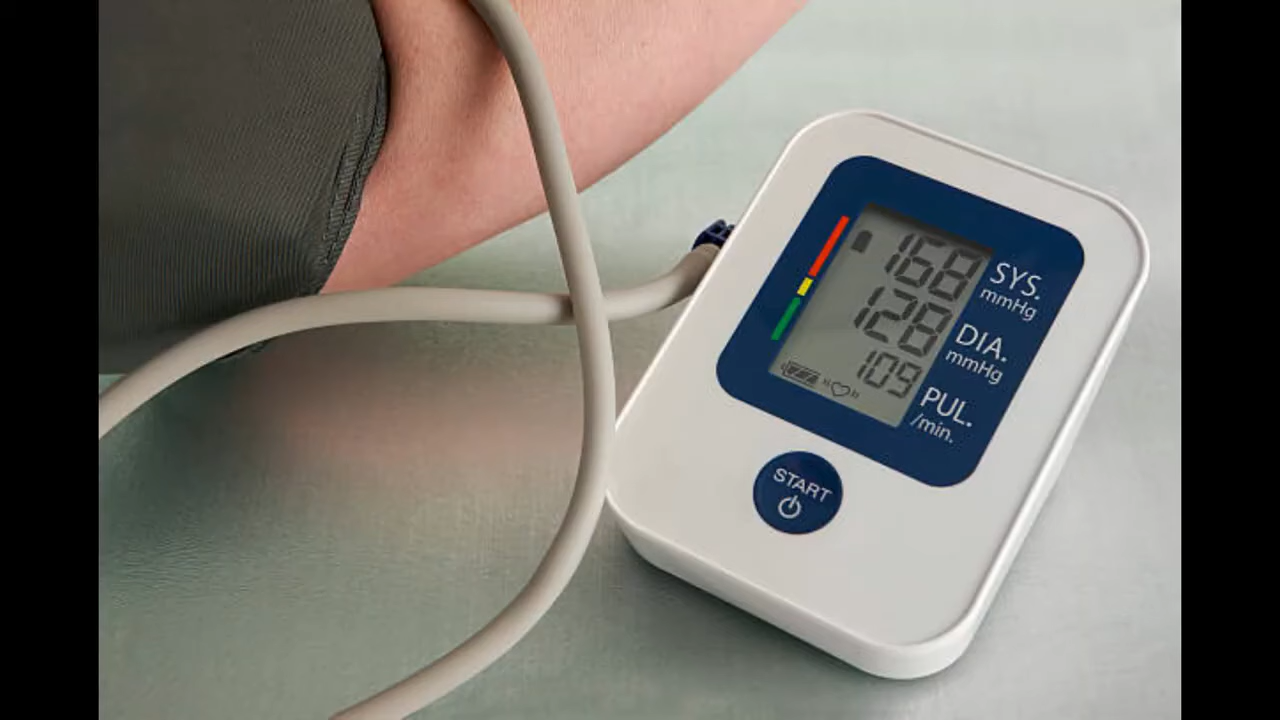 168
SYS.
mmHg
128
DIA.
mmHg
109
PUL.
/min.
START